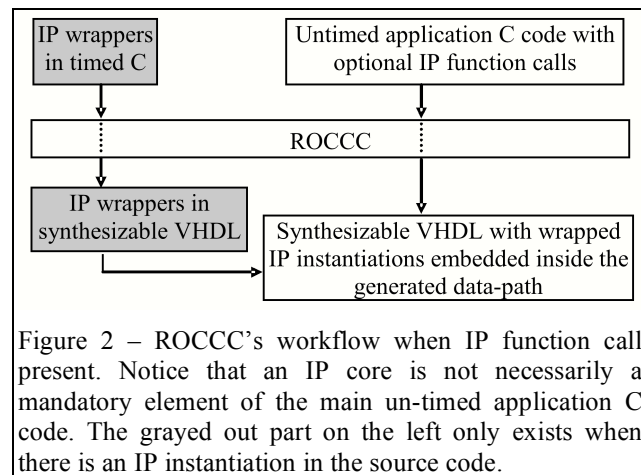 IP wrappers
in timed C
Untimed application C code with
optional IP function calls
ROCCC
IP wrappers in
synthesizable VHDL
Synthesizable VHDL with wrapped
IP instantiations embedded inside the
generated data-path
Figure 2 – ROCCC's workflow when IP function call
present. Notice that an IP core is not necessarily a
mandatory element of the main un-timed application C
code. The grayed out part on the left only exists when
there is an IP instantiation in the source code.